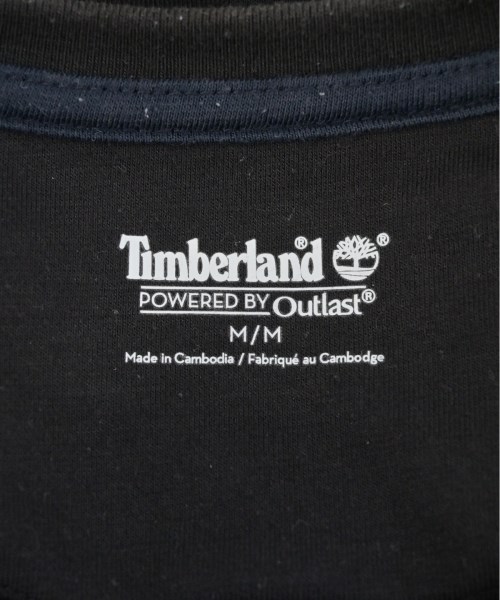 Timberland®
POWERED BY Outlast®
M/M
Made in Cambodia / Fabriqué au Cambodge